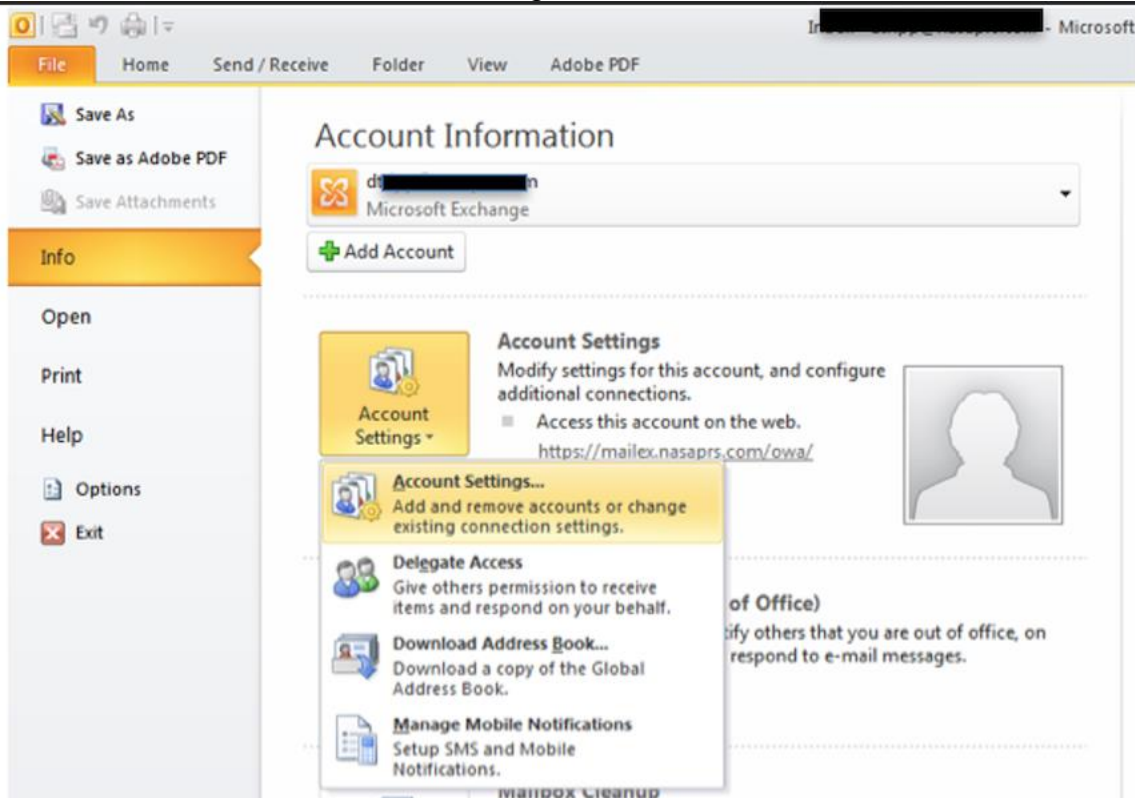 - Microsoft
File Home Send / Receive Folder View Adobe PDF
Save As
Save as Adobe PDF
Save Attachments
Info
Open
Print
Help
Options
Exit
Account Information
Microsoft Exchange
Add Account
Account Settings
Account Settings
Modify settings for this account, and configure
additional connections.
Access this account on the web.
https://mailex.nasaprs.com/owa/
Account Settings...
Add and remove accounts or change
existing connection settings.
Delegate Access
Give others permission to receive
items and respond on your behalf.
Download Address Book...
Download a copy of the Global
Address Book.
Manage Mobile Notifications
Setup SMS and Mobile
Notifications.
of Office)
others that you are out of office, on
respond to e-mail messages.
Mailbox Cleanup